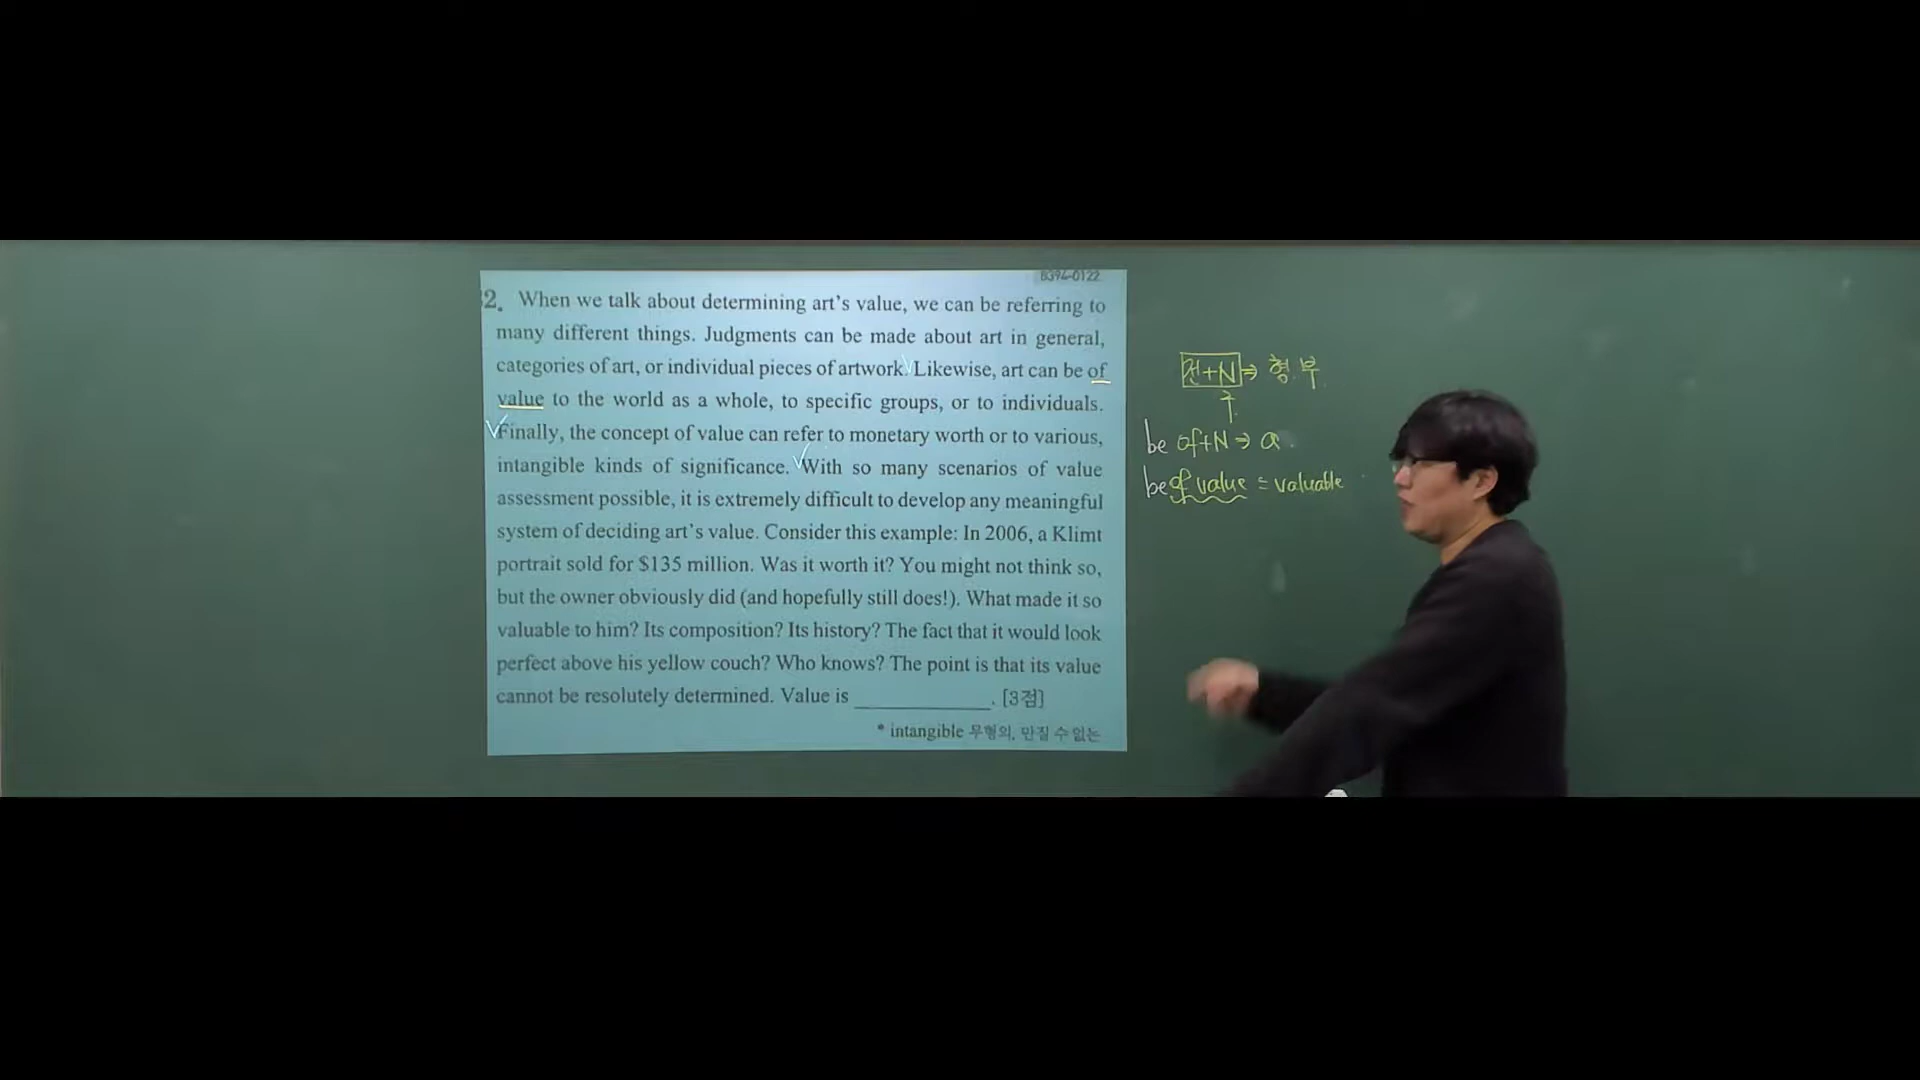 B394-0122
2. When we talk about determining art's value, we can be referring to
many different things. Judgments can be made about art in general,
categories of art, or individual pieces of artwork. Likewise, art can be of
value to the world as a whole, to specific groups, or to individuals.
Finally, the concept of value can refer to monetary worth or to various,
intangible kinds of significance. With so many scenarios of value
assessment possible, it is extremely difficult to develop any meaningful
system of deciding art's value. Consider this example: In 2006, a Klimt
portrait sold for $135 million. Was it worth it? You might not think so,
but the owner obviously did (and hopefully still does!). What made it so
valuable to him? Its composition? Its history? The fact that it would look
perfect above his yellow couch? Who knows? The point is that its value
cannot be resolutely determined. Value is ____________. [3점]
* intangible 무형의, 만질 수 없는
전+N ⇒ 형. 부.
be of+N ⇒ a.
be of value = valuable